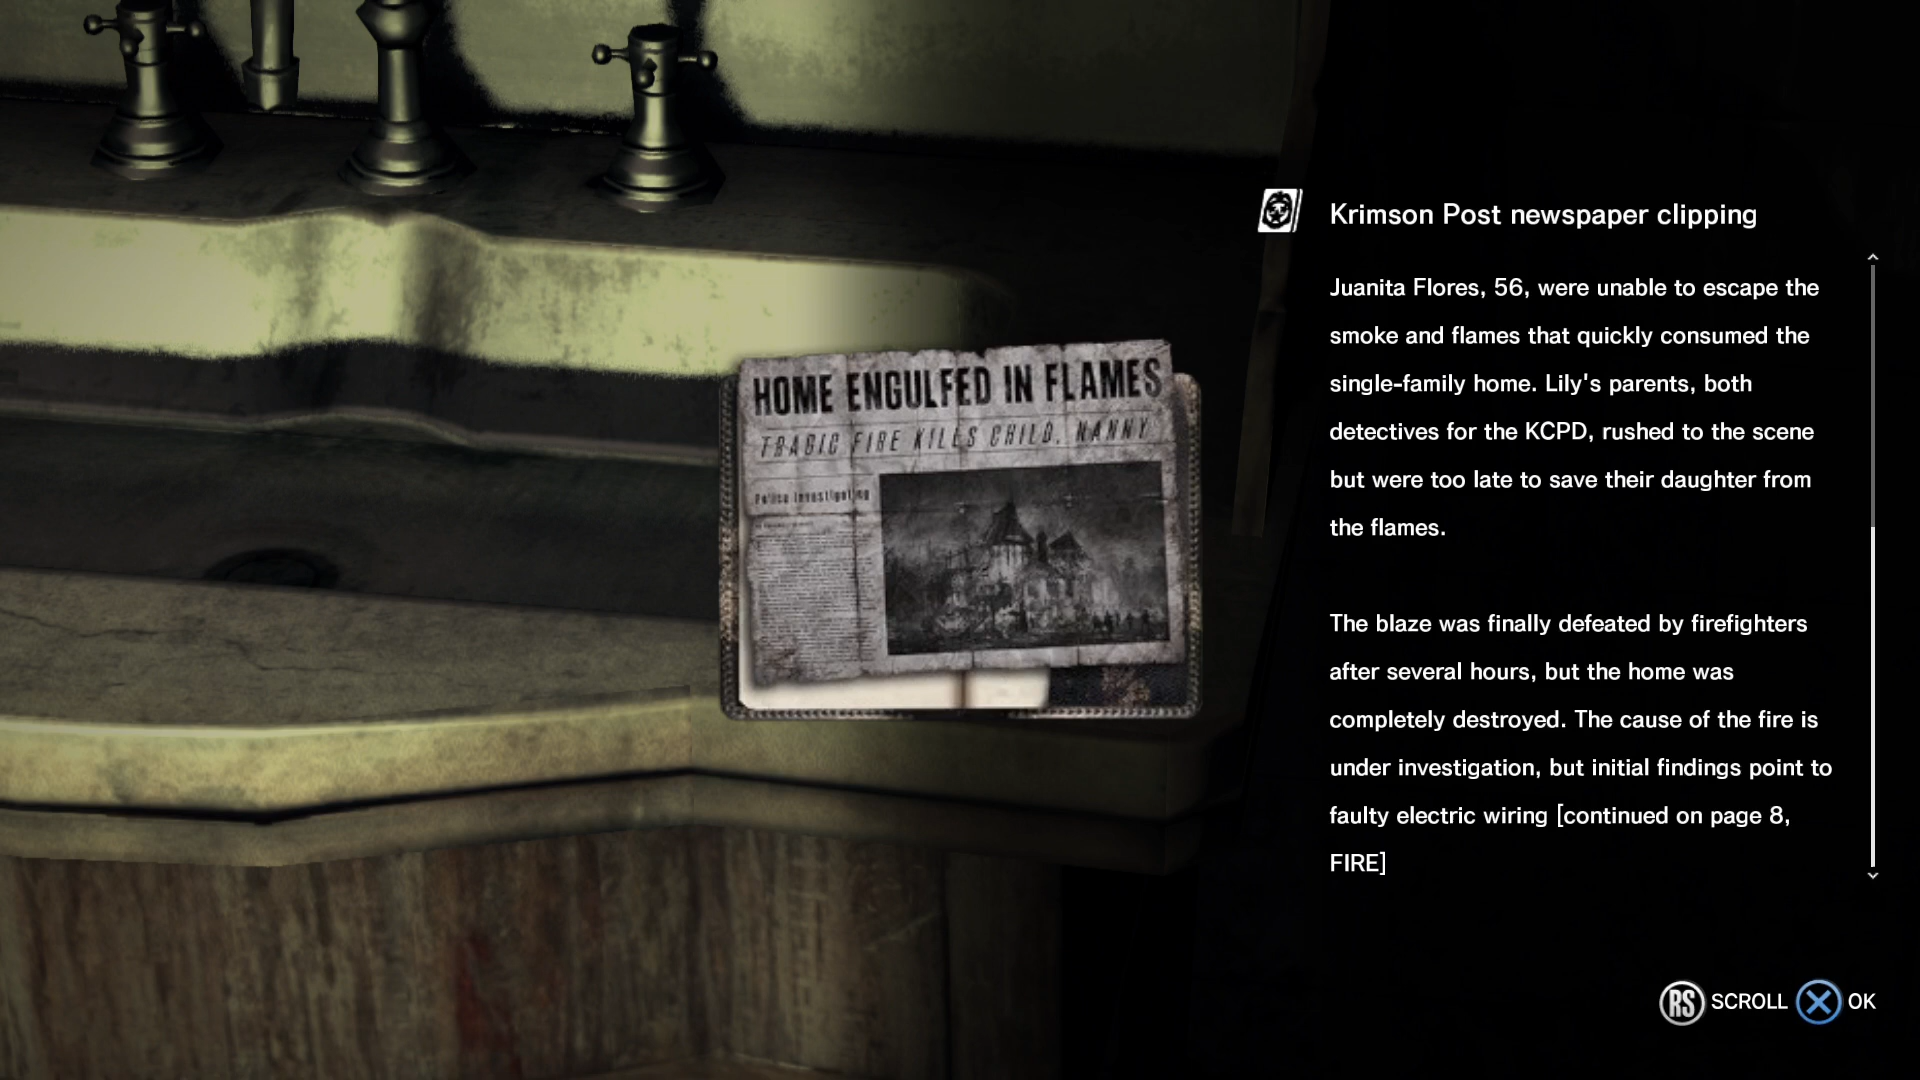 HOME ENGULFED IN FLAMES
TRAGIC FIRE KILLS CHILD, NANNY
Police investigating
Krimson Post newspaper clipping
Juanita Flores, 56, were unable to escape the
smoke and flames that quickly consumed the
single-family home. Lily's parents, both
detectives for the KCPD, rushed to the scene
but were too late to save their daughter from
the flames.
The blaze was finally defeated by firefighters
after several hours, but the home was
completely destroyed. The cause of the fire is
under investigation, but initial findings point to
faulty electric wiring [continued on page 8,
FIRE]
RS SCROLL OK